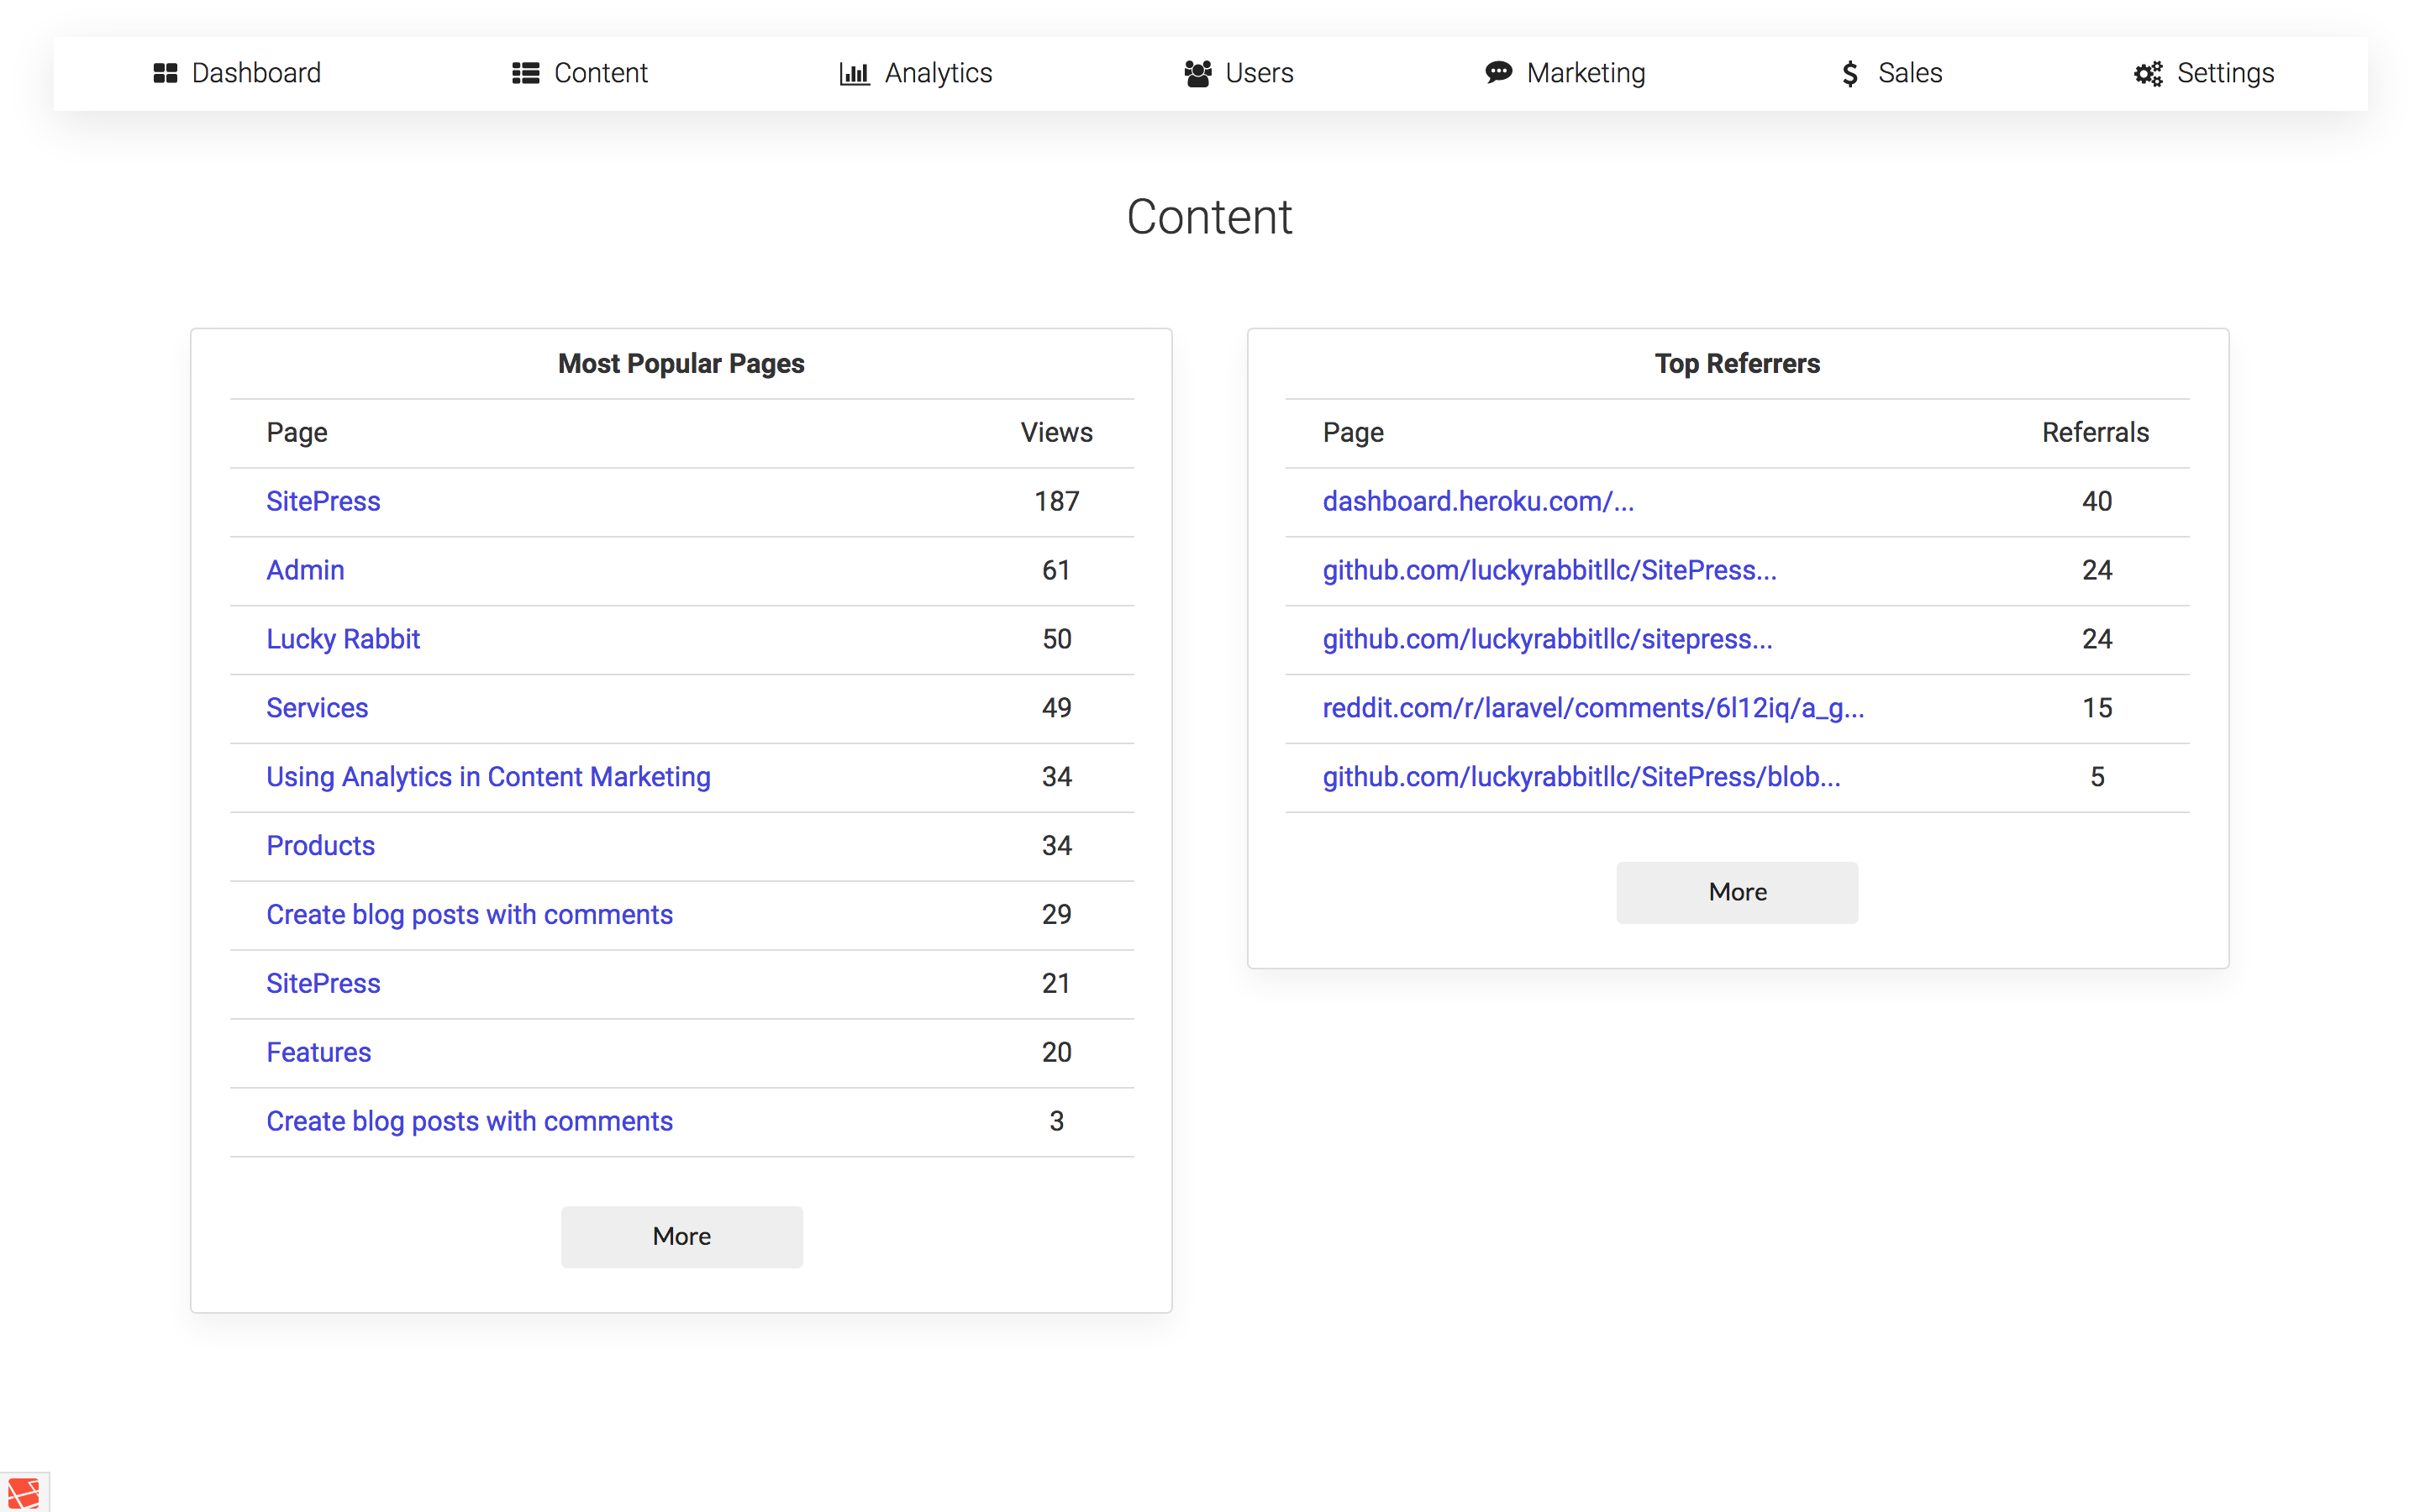 Dashboard Content Analytics Users Marketing Sales Settings
Content
Most Popular Pages
Page Views
SitePress 187
Admin 61
Lucky Rabbit 50
Services 49
Using Analytics in Content Marketing 34
Products 34
Create blog posts with comments 29
SitePress 21
Features 20
Create blog posts with comments 3
More
Top Referrers
Page Referrals
dashboard.heroku.com/... 40
github.com/luckyrabbitllc/SitePress... 24
github.com/luckyrabbitllc/sitepress... 24
reddit.com/r/laravel/comments/6l12iq/a_g... 15
github.com/luckyrabbitllc/SitePress/blob... 5
More